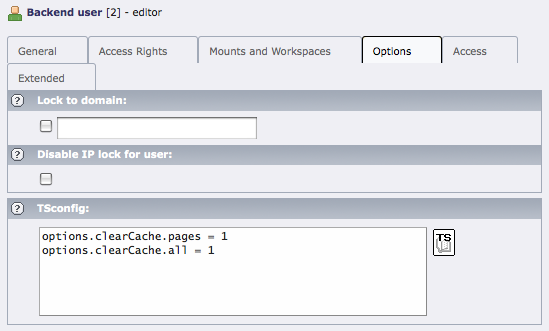 Backend user [2] - editor
General Access Rights Mounts and Workspaces Options Access
Extended
? Lock to domain:
? Disable IP lock for user:
? TSconfig:
options.clearCache.pages = 1
options.clearCache.all = 1
TS